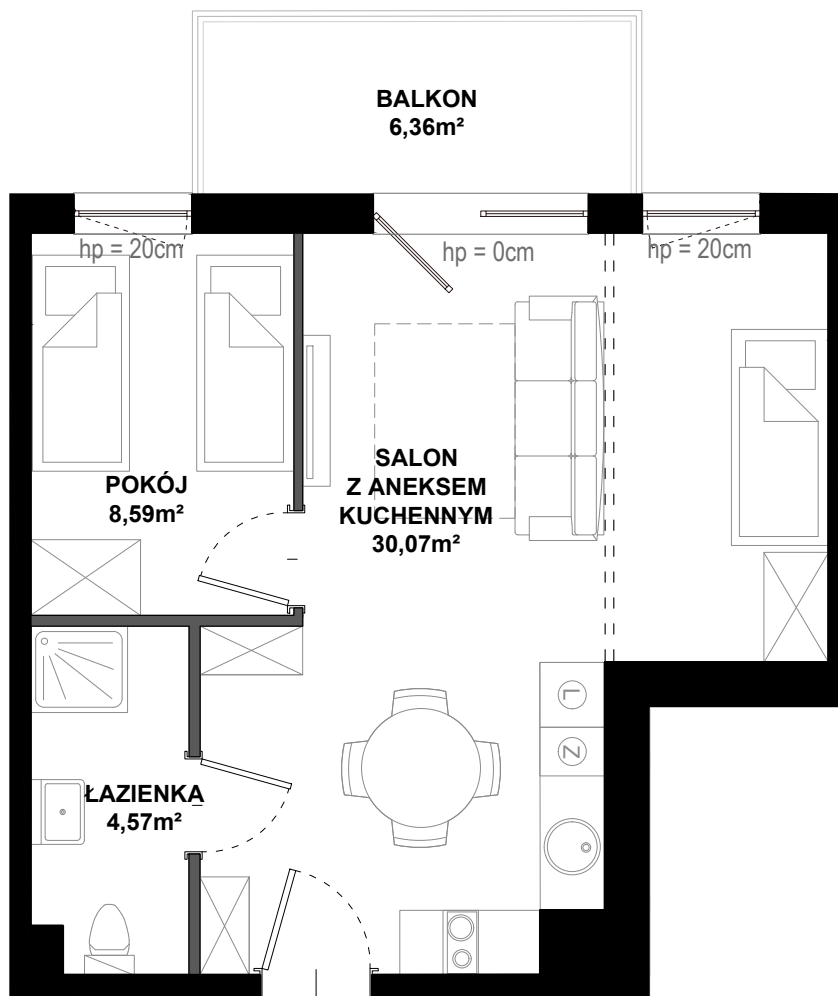 BALKON
6,36m²
hp = 20cm
hp = 0cm
hp = 20cm
POKÓJ
8,59m²
SALON
Z ANEKSEM
KUCHENNYM
30,07m²
L
Z
ŁAZIENKA
4,57m²